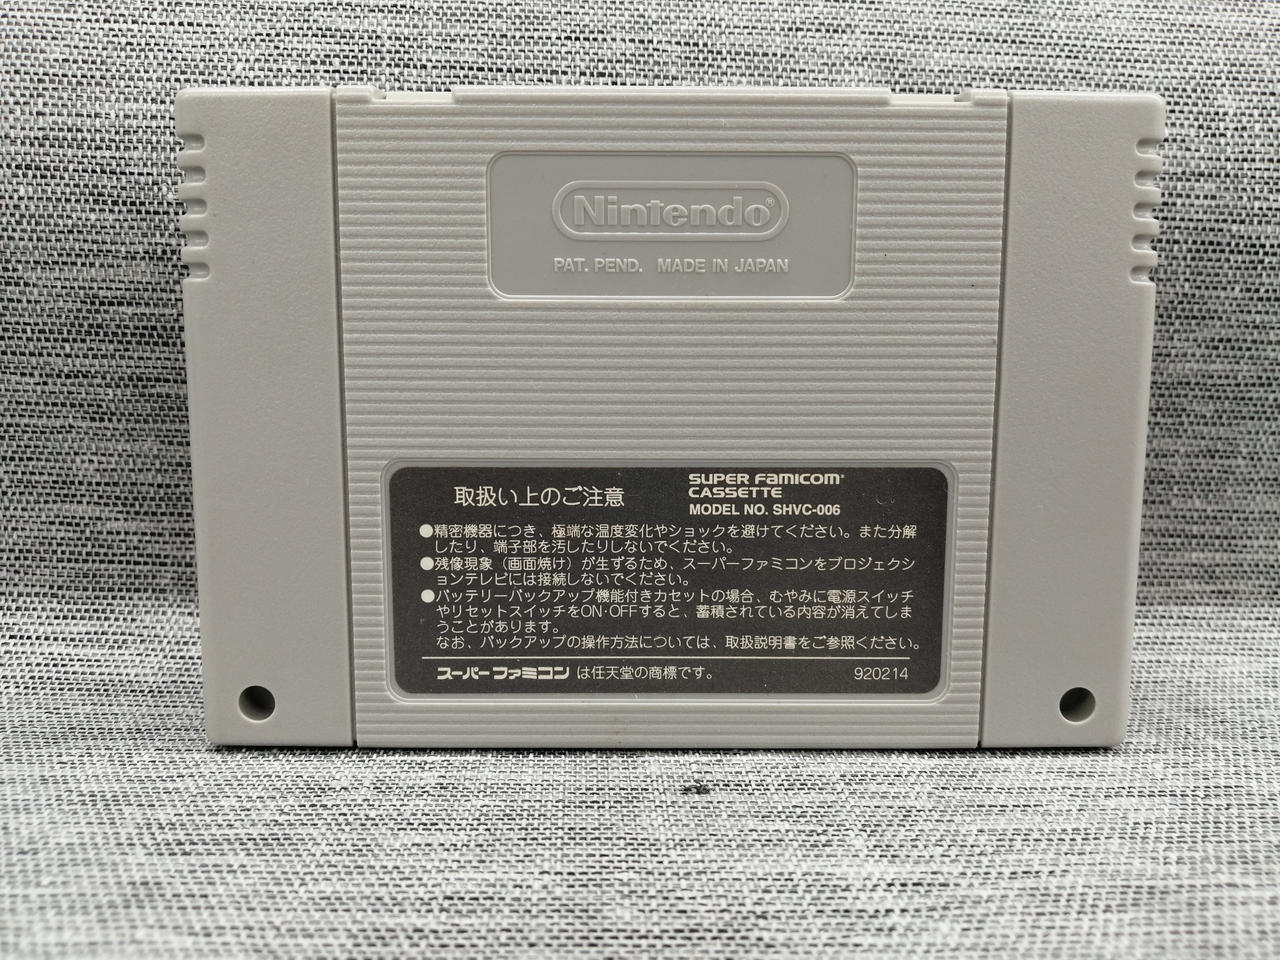 Nintendo®
PAT. PEND. MADE IN JAPAN
取扱い上のご注意
SUPER FAMICOM®
CASSETTE
MODEL NO. SHVC-006
●精密機器につき、極端な温度変化やショックを避けてください。また分解
したり、端子部を汚したりしないでください。
●残像現象（画面焼け）が生ずるため、スーパーファミコンをプロジェクシ
ョンテレビには接続しないでください。
●バッテリーバックアップ機能付きカセットの場合、むやみに電源スイッチ
やリセットスイッチをON·OFFすると、蓄積されている内容が消えてしま
うことがあります。
なお、バックアップの操作方法については、取扱説明書をご参照ください。
スーパーファミコン は任天堂の商標です。
920214